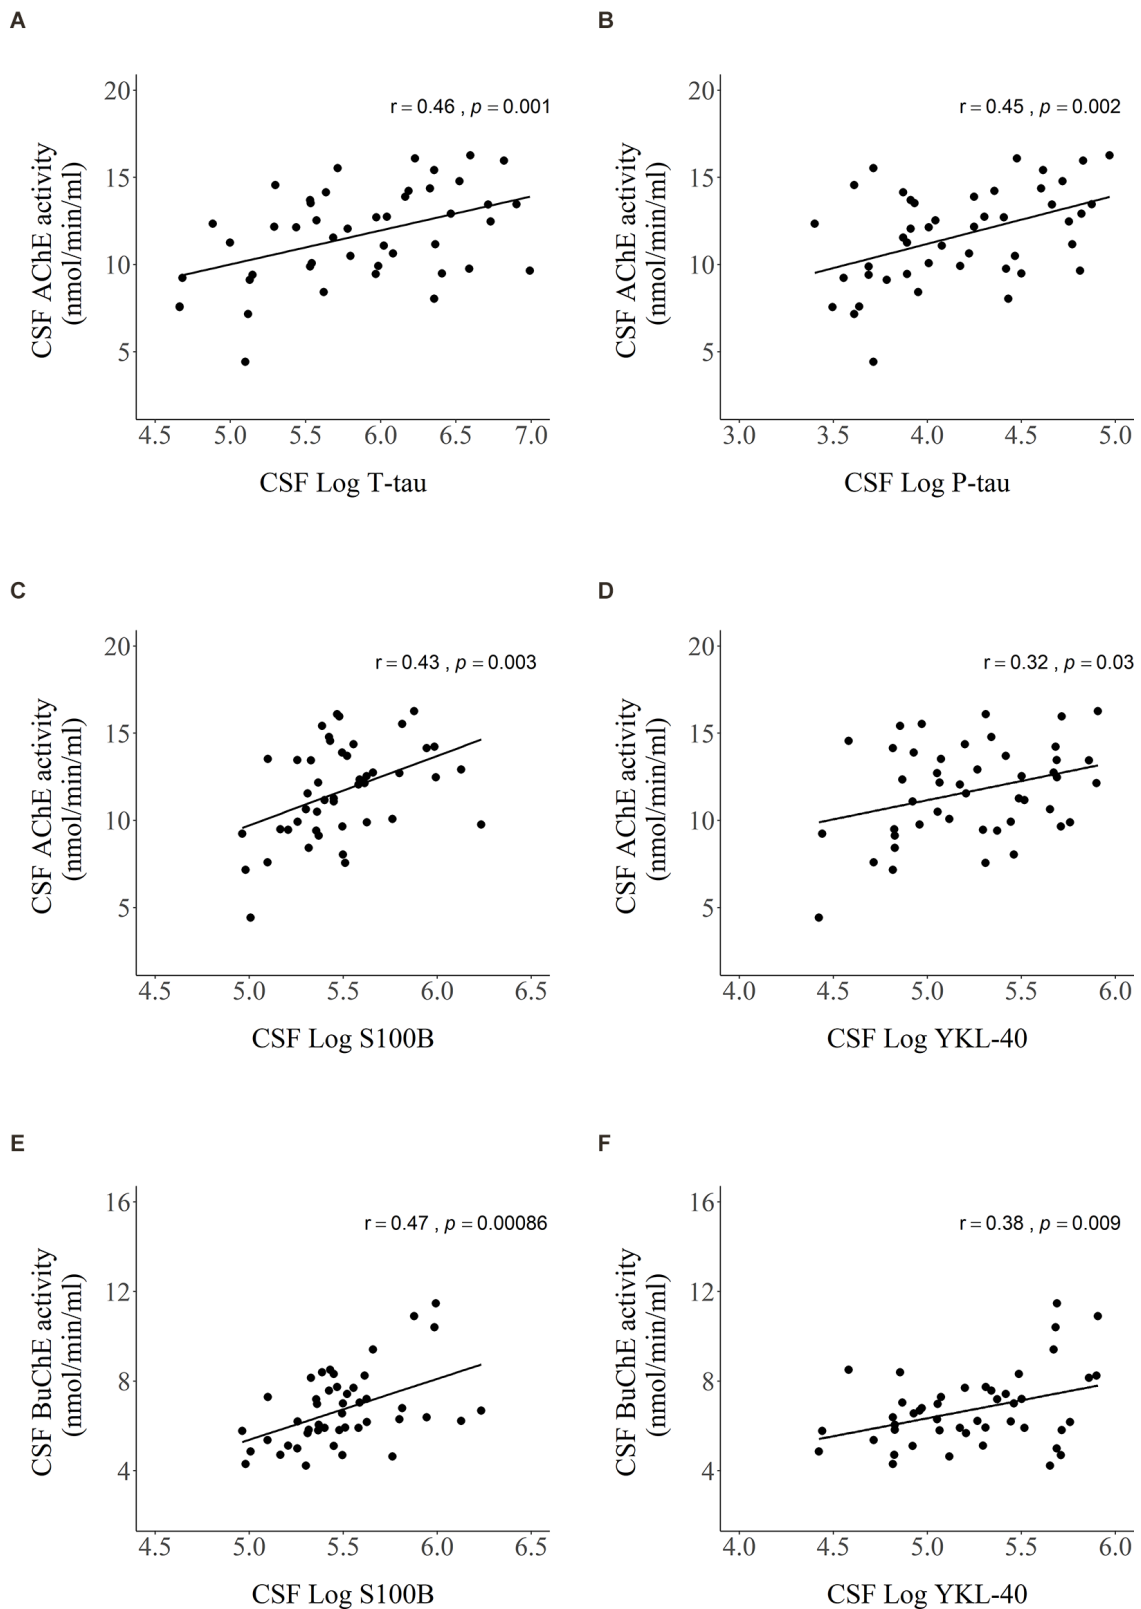 A
r = 0.46 , p = 0.001
CSF AChE activity
(nmol/min/ml)
20
15
10
5
4.5 5.0 5.5 6.0 6.5 7.0
CSF Log T-tau
B
r = 0.45 , p = 0.002
CSF AChE activity
(nmol/min/ml)
20
15
10
5
3.0 3.5 4.0 4.5 5.0
CSF Log P-tau
C
r = 0.43 , p = 0.003
CSF AChE activity
(nmol/min/ml)
20
15
10
5
4.5 5.0 5.5 6.0 6.5
CSF Log S100B
D
r = 0.32 , p = 0.03
CSF AChE activity
(nmol/min/ml)
20
15
10
5
4.0 4.5 5.0 5.5 6.0
CSF Log YKL-40
E
r = 0.47 , p = 0.00086
CSF BuChE activity
(nmol/min/ml)
16
12
8
4
4.5 5.0 5.5 6.0 6.5
CSF Log S100B
F
r = 0.38 , p = 0.009
CSF BuChE activity
(nmol/min/ml)
16
12
8
4
4.0 4.5 5.0 5.5 6.0
CSF Log YKL-40